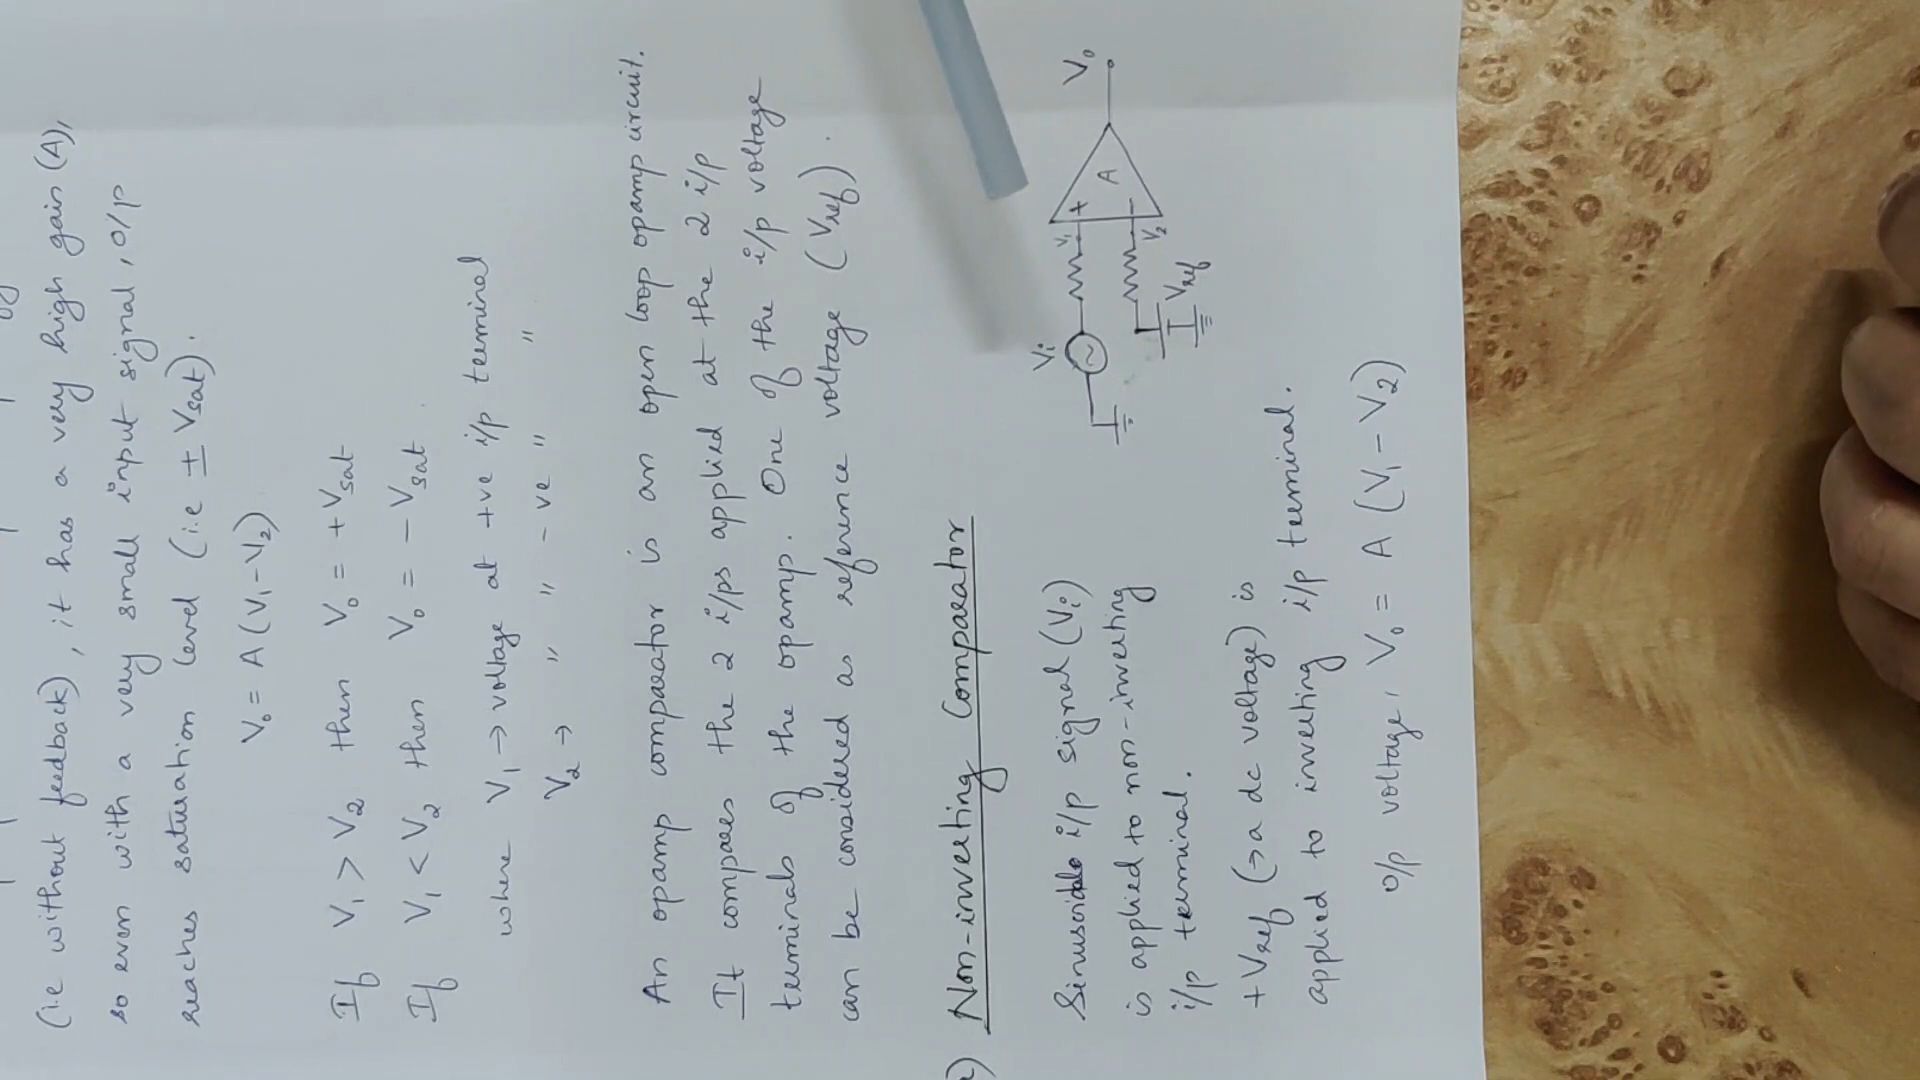 (i.e without feedback), it has a very high gain (A),
so even with a very small input signal, o/p
reaches saturation level (i.e ± Vsat).
V₀ = A (V₁ - V₂)
If V₁ > V₂ then V₀ = + Vsat
If V₁ < V₂ then V₀ = - Vsat.
where V₁ → voltage at +ve i/p terminal
V₂ → " " -ve " "
An opamp comparator is an open loop opamp circuit.
It compares the 2 i/ps applied at the 2 i/p
terminals of the opamp. One of the i/p voltage
can be considered as reference voltage (Vref).
Non-inverting Comparator
Sinusoidal i/p signal (Vi)
is applied to non-inverting
i/p terminal.
+Vref (→a dc voltage) is
applied to inverting i/p terminal.
o/p voltage, V₀ = A (V₁ - V₂)
Vi
~
V₁
+
A
V₀
V₂
-
Vref